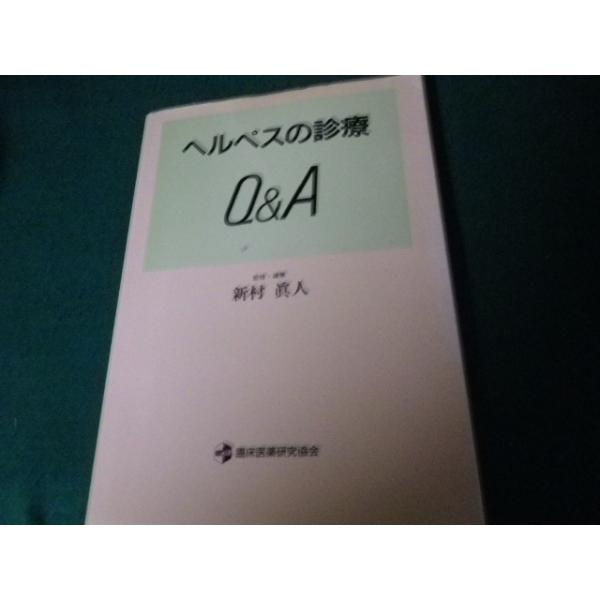 ヘルペスの診療
Q&A
新村 眞人
臨床医薬研究協会